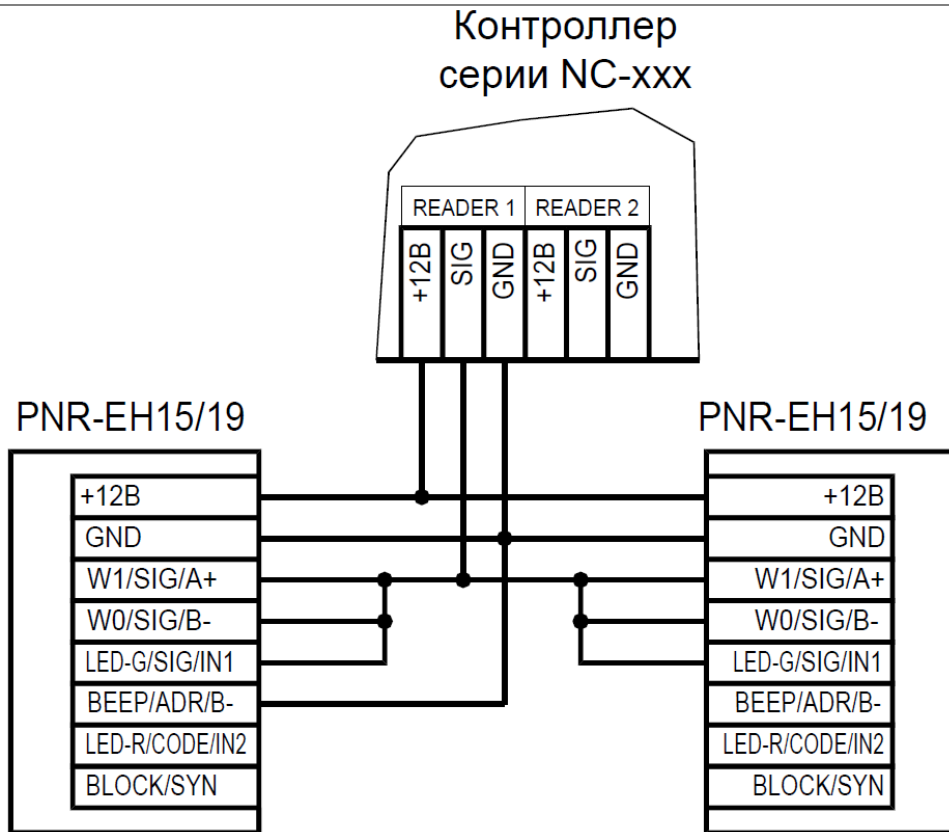 Контроллер
серии NC-xxx
READER 1 READER 2
+12В SIG GND +12В SIG GND
PNR-EH15/19
+12В
GND
W1/SIG/A+
W0/SIG/B-
LED-G/SIG/IN1
BEEP/ADR/B-
LED-R/CODE/IN2
BLOCK/SYN
PNR-EH15/19
+12В
GND
W1/SIG/A+
W0/SIG/B-
LED-G/SIG/IN1
BEEP/ADR/B-
LED-R/CODE/IN2
BLOCK/SYN